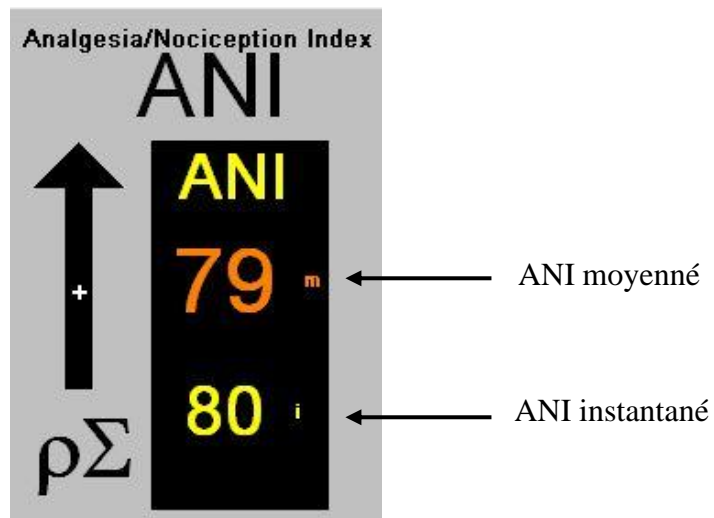 Analgesia/Nociception Index
ANI
ANI
79 m
ANI moyenné
+
80 i
ANI instantané
ρΣ